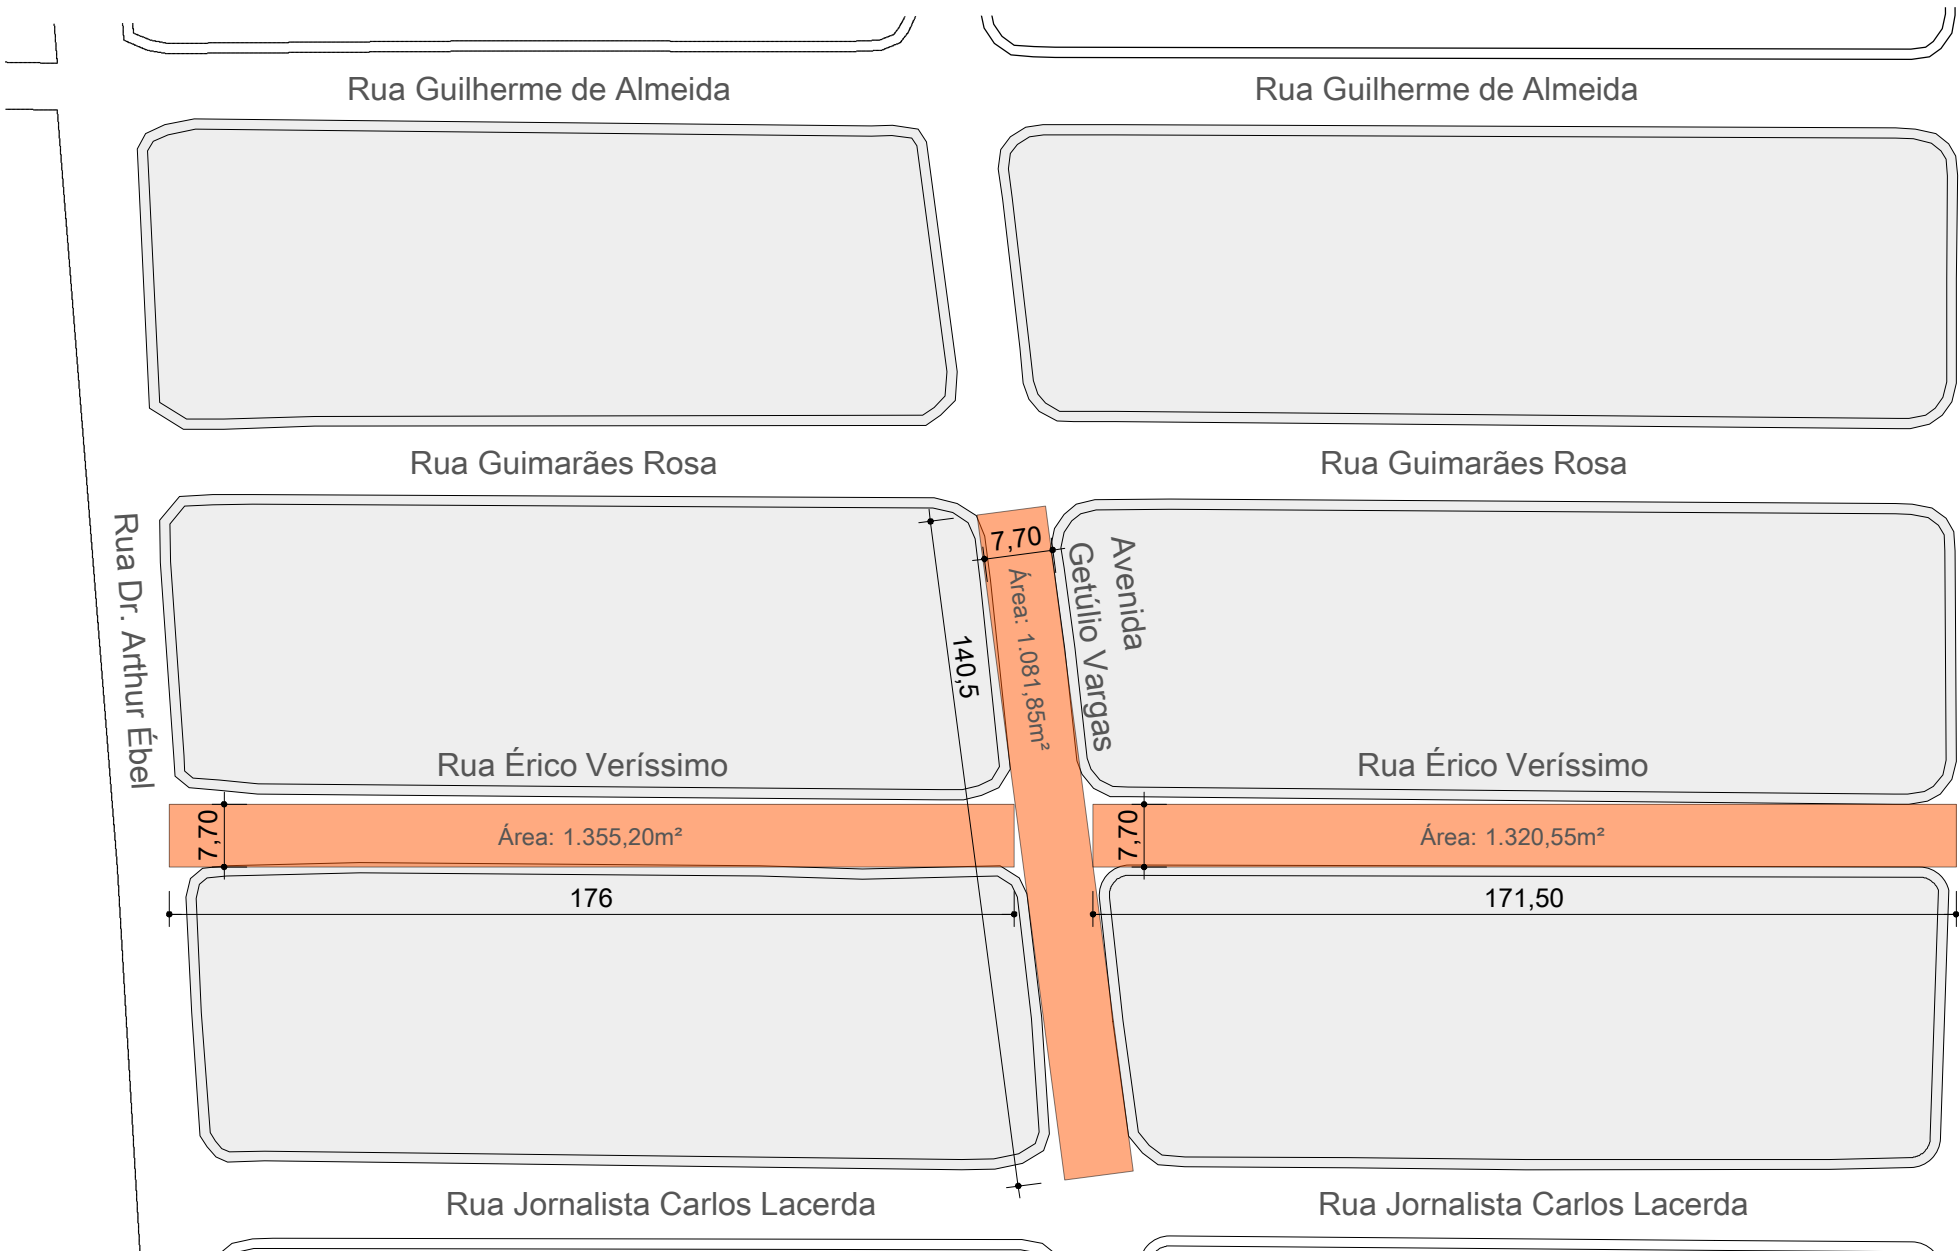 Rua Guilherme de Almeida
Rua Guilherme de Almeida
Rua Guimarães Rosa
Rua Guimarães Rosa
Rua Dr. Arthur Ébel
7,70
Área: 1.081,85m²
140,5
Avenida
Getúlio Vargas
Rua Érico Veríssimo
Rua Érico Veríssimo
7,70
Área: 1.355,20m²
7,70
Área: 1.320,55m²
176
171,50
Rua Jornalista Carlos Lacerda
Rua Jornalista Carlos Lacerda